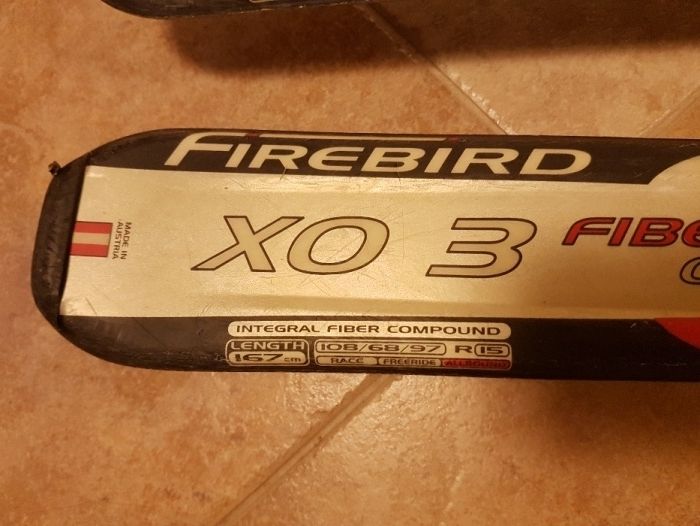 FIREBIRD
XO 3
MADE IN
AUSTRIA
INTEGRAL FIBER COMPOUND
LENGTH
167 cm
108/68/97 R 15
RACE FREERIDE ALLROUND